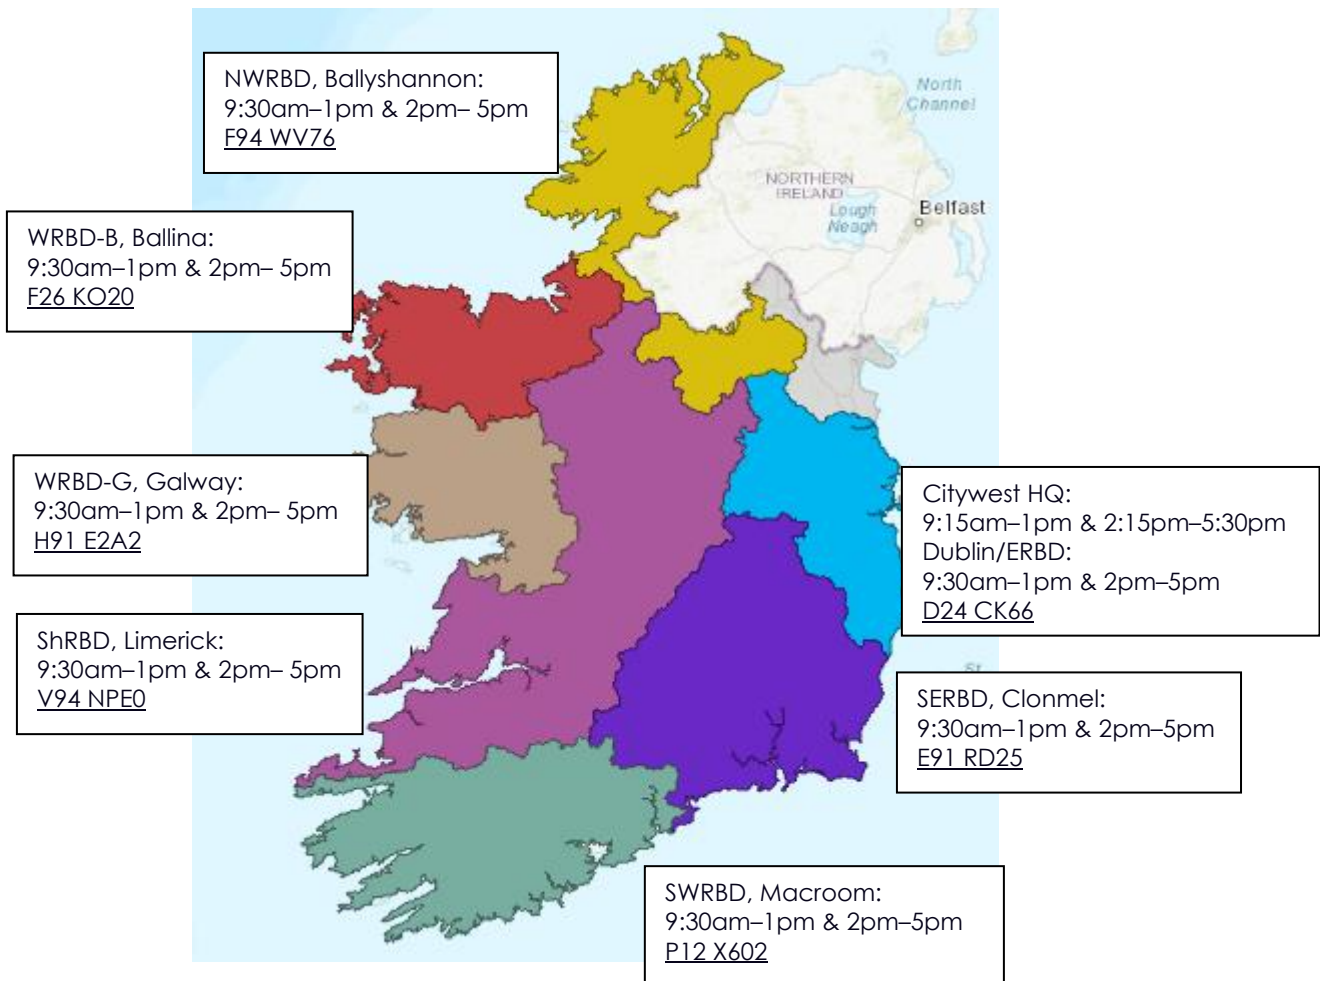 NWRBD, Ballyshannon:
9:30am–1pm & 2pm– 5pm
F94 WV76
North
Channel
NORTHERN
IRELAND
Lough
Neagh
Belfast
WRBD-B, Ballina:
9:30am–1pm & 2pm– 5pm
F26 KO20
WRBD-G, Galway:
9:30am–1pm & 2pm– 5pm
H91 E2A2
Citywest HQ:
9:15am–1pm & 2:15pm–5:30pm
Dublin/ERBD:
9:30am–1pm & 2pm–5pm
D24 CK66
ShRBD, Limerick:
9:30am–1pm & 2pm– 5pm
V94 NPE0
St
SERBD, Clonmel:
9:30am–1pm & 2pm–5pm
E91 RD25
SWRBD, Macroom:
9:30am–1pm & 2pm–5pm
P12 X602